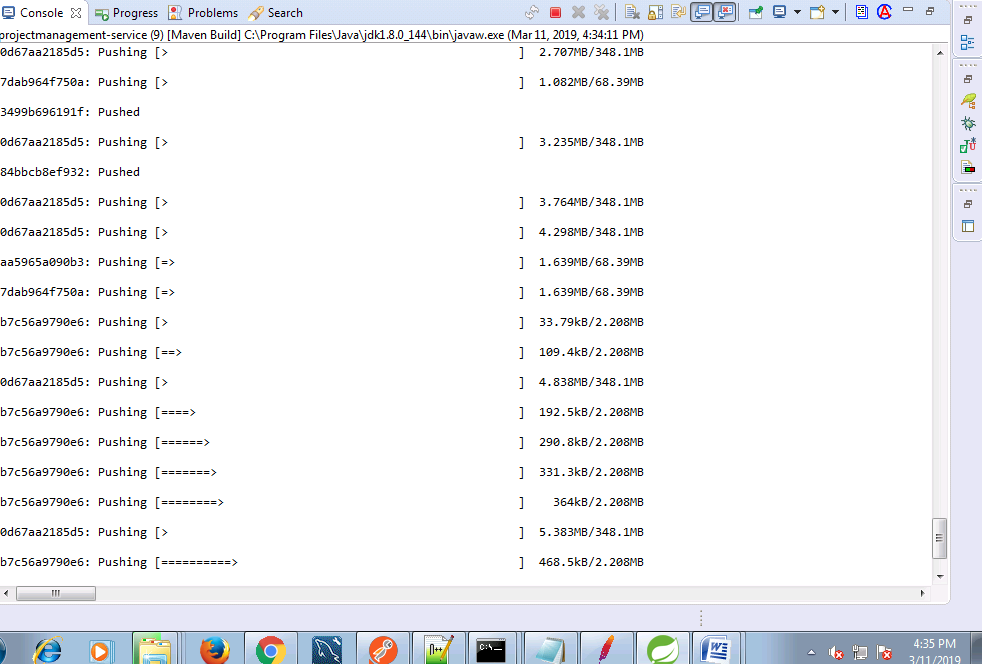 Console Progress Problems Search
projectmanagement-service (9) [Maven Build] C:\Program Files\Java\jdk1.8.0_144\bin\javaw.exe (Mar 11, 2019, 4:34:11 PM)
0d67aa2185d5: Pushing [> ] 2.707MB/348.1MB
7dab964f750a: Pushing [> ] 1.082MB/68.39MB
3499b696191f: Pushed
0d67aa2185d5: Pushing [> ] 3.235MB/348.1MB
84bbcb8ef932: Pushed
0d67aa2185d5: Pushing [> ] 3.764MB/348.1MB
0d67aa2185d5: Pushing [> ] 4.298MB/348.1MB
aa5965a090b3: Pushing [=> ] 1.639MB/68.39MB
7dab964f750a: Pushing [=> ] 1.639MB/68.39MB
b7c56a9790e6: Pushing [> ] 33.79kB/2.208MB
b7c56a9790e6: Pushing [==> ] 109.4kB/2.208MB
0d67aa2185d5: Pushing [> ] 4.838MB/348.1MB
b7c56a9790e6: Pushing [====> ] 192.5kB/2.208MB
b7c56a9790e6: Pushing [======> ] 290.8kB/2.208MB
b7c56a9790e6: Pushing [=======> ] 331.3kB/2.208MB
b7c56a9790e6: Pushing [========> ] 364kB/2.208MB
0d67aa2185d5: Pushing [> ] 5.383MB/348.1MB
b7c56a9790e6: Pushing [==========> ] 468.5kB/2.208MB
4:35 PM
3/11/2019